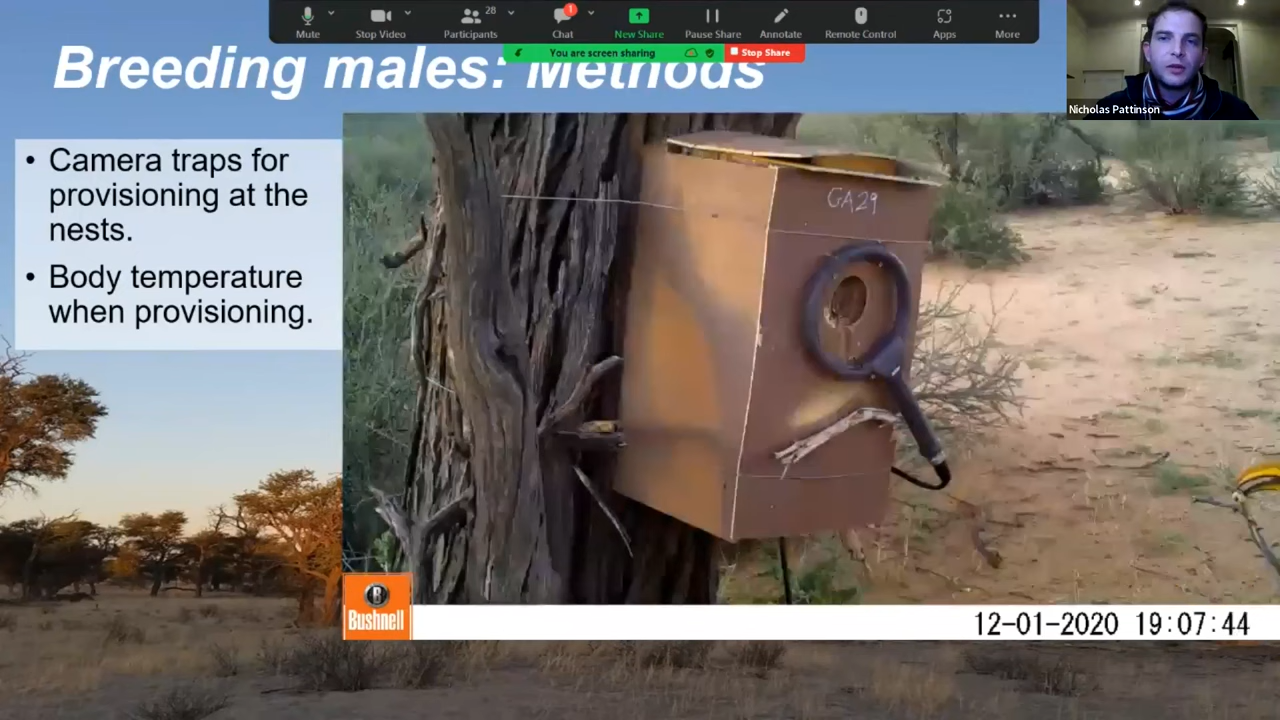 28
1
Mute
Stop Video
Participants
Chat
New Share
Pause Share
Annotate
Remote Control
Apps
More
You are screen sharing
Stop Share
Nicholas Pattinson
Breeding males: Methods
• Camera traps for
provisioning at the
nests.
• Body temperature
when provisioning.
GA29
B
Bushnell
12-01-2020 19:07:44